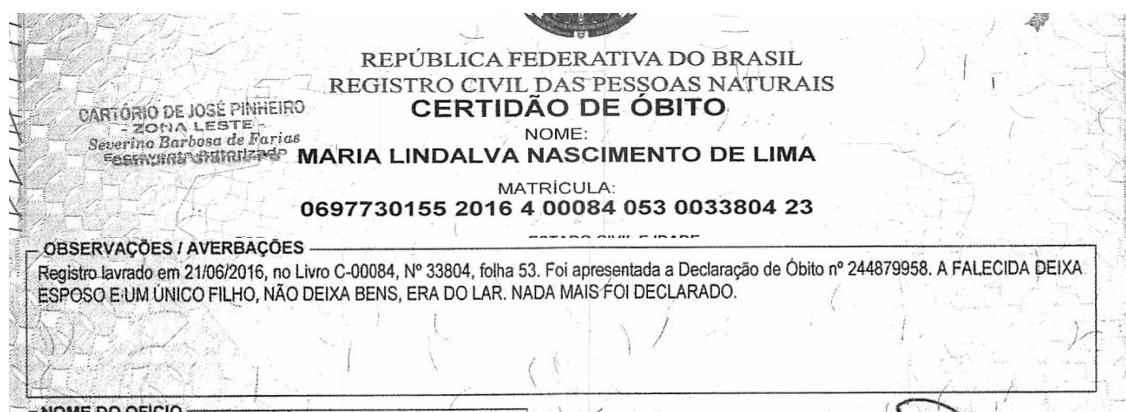 REPÚBLICA FEDERATIVA DO BRASIL
REGISTRO CIVIL DAS PESSOAS NATURAIS
CERTIDÃO DE ÓBITO
CARTÓRIO DE JOSÉ PINHEIRO
- ZONA LESTE -
Severino Barbosa de Farias
NOME:
MARIA LINDALVA NASCIMENTO DE LIMA
MATRÍCULA:
0697730155 2016 4 00084 053 0033804 23
ESTADO CIVIL E IDADE
OBSERVAÇÕES / AVERBAÇÕES
Registro lavrado em 21/06/2016, no Livro C-00084, Nº 33804, folha 53. Foi apresentada a Declaração de Óbito nº 244879958. A FALECIDA DEIXA
ESPOSO E UM ÚNICO FILHO, NÃO DEIXA BENS, ERA DO LAR. NADA MAIS FOI DECLARADO.
NOME DO OFÍCIO